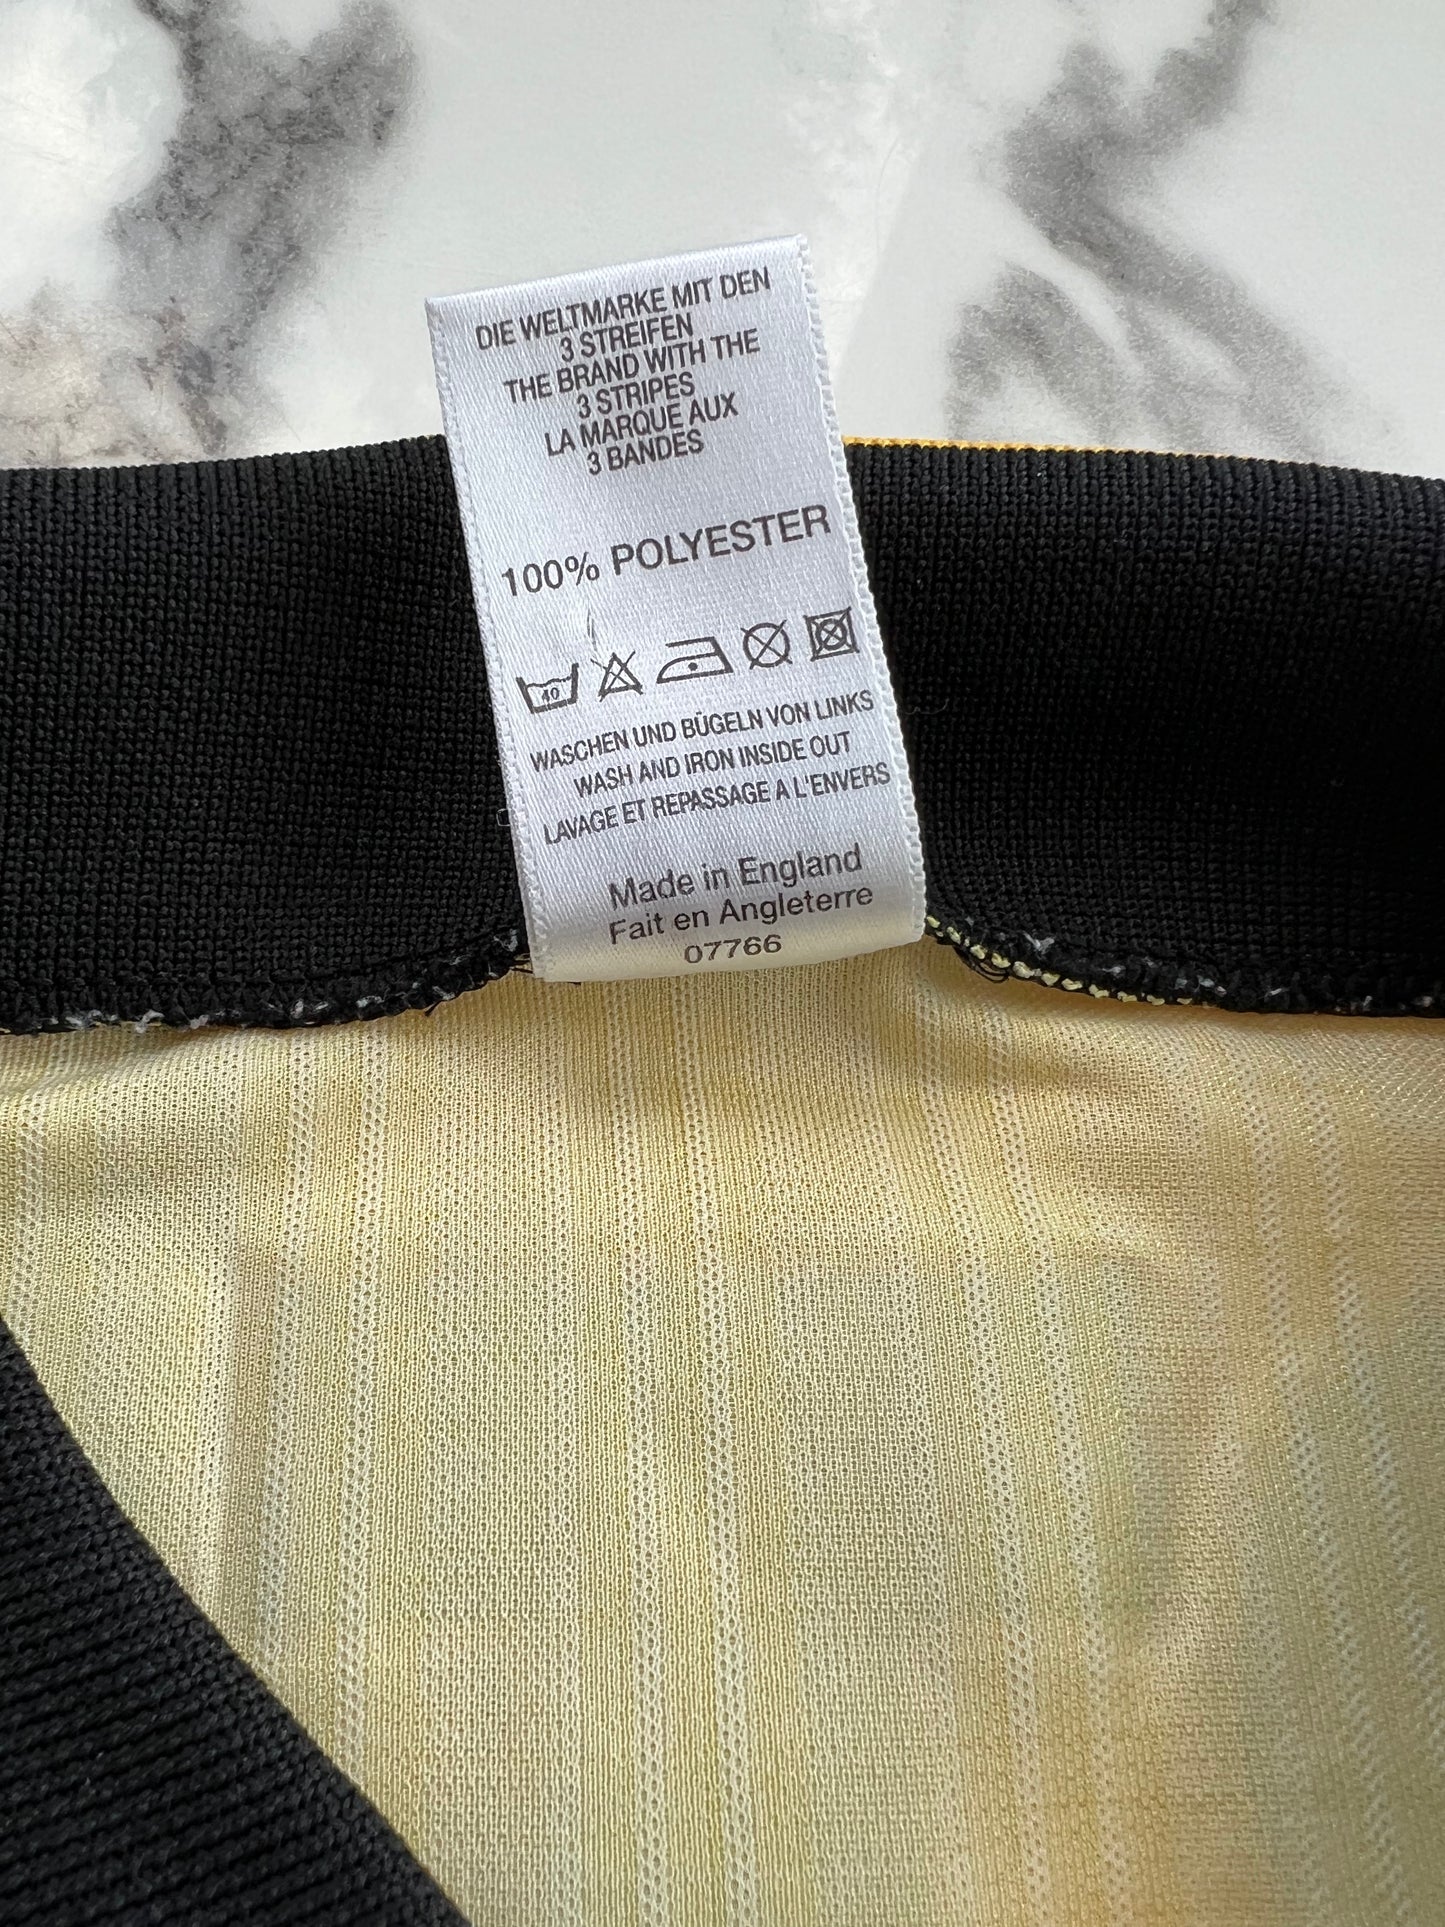 DIE WELTMARKE MIT DEN
3 STREIFEN
THE BRAND WITH THE
3 STRIPES
LA MARQUE AUX
3 BANDES
100% POLYESTER
40
WASCHEN UND BÜGELN VON LINKS
WASH AND IRON INSIDE OUT
LAVAGE ET REPASSAGE A L'ENVERS
Made in England
Fait en Angleterre
07766